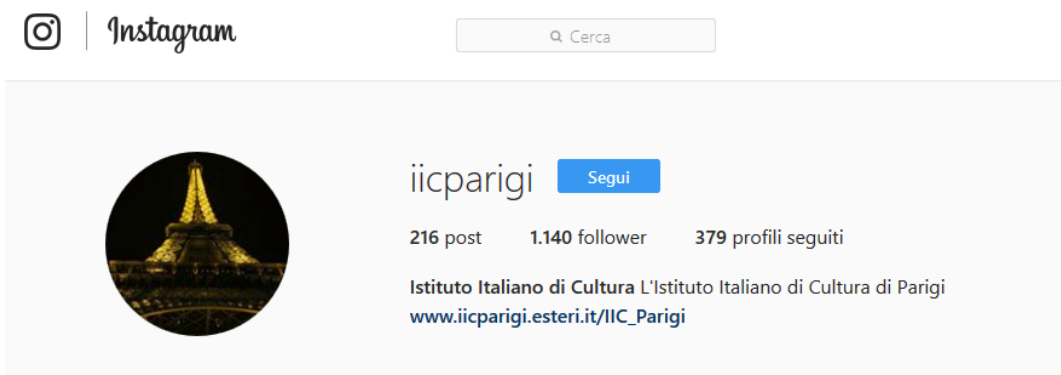 Instagram
Cerca
iicparigi Segui
216 post 1.140 follower 379 profili seguiti
Istituto Italiano di Cultura L'Istituto Italiano di Cultura di Parigi
www.iicparigi.esteri.it/IIC_Parigi